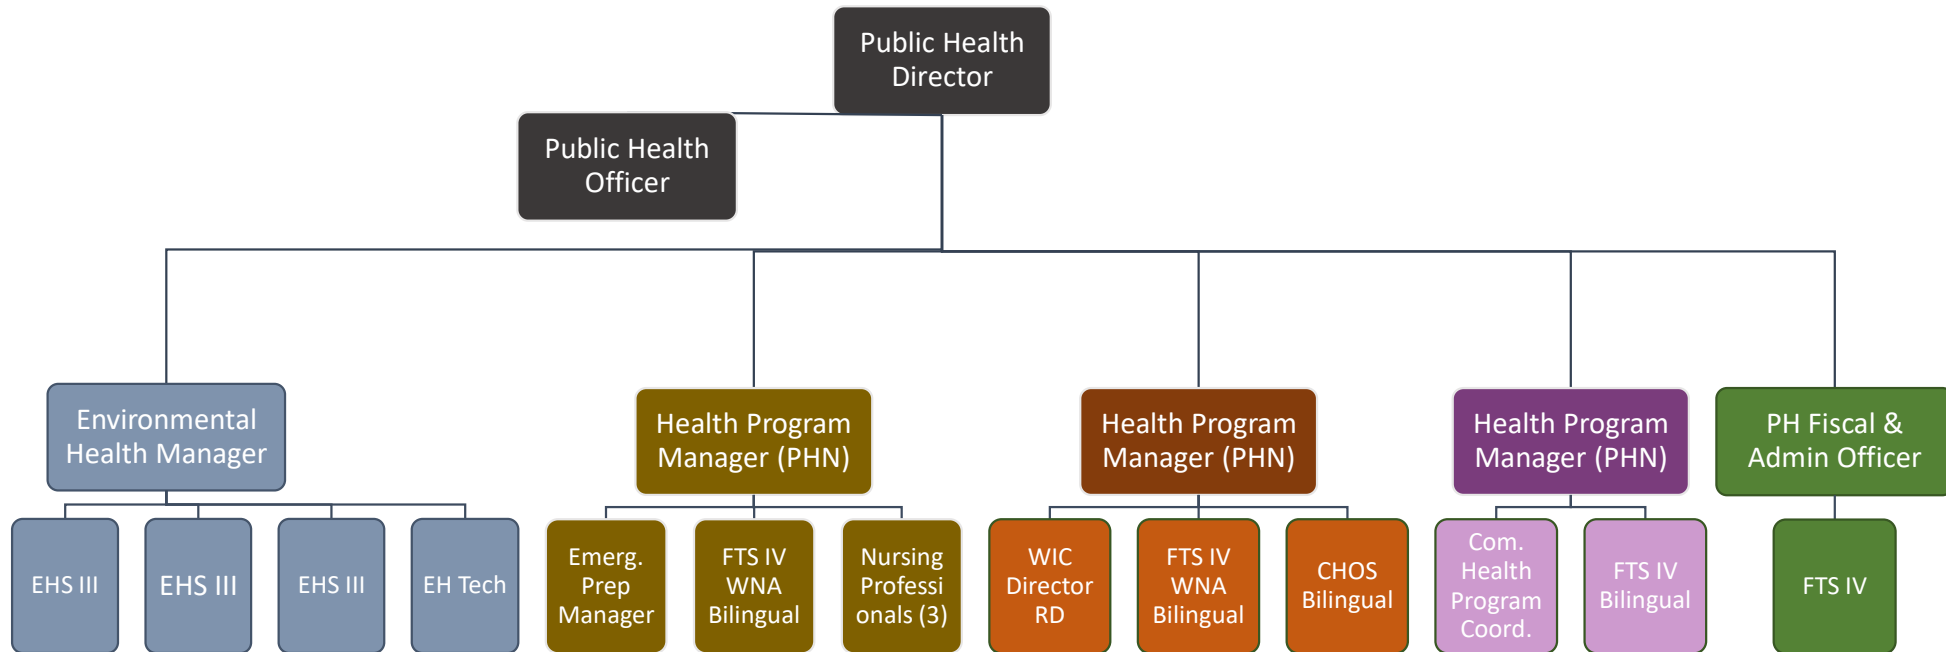 Public Health
Director
Public Health
Officer
Environmental
Health Manager
Health Program
Manager (PHN)
Health Program
Manager (PHN)
Health Program
Manager (PHN)
PH Fiscal &
Admin Officer
EHS III
EHS III
EHS III
EH Tech
Emerg.
Prep
Manager
FTS IV
WNA
Bilingual
Nursing
Professi
onals (3)
WIC
Director
RD
FTS IV
WNA
Bilingual
CHOS
Bilingual
Com.
Health
Program
Coord.
FTS IV
Bilingual
FTS IV